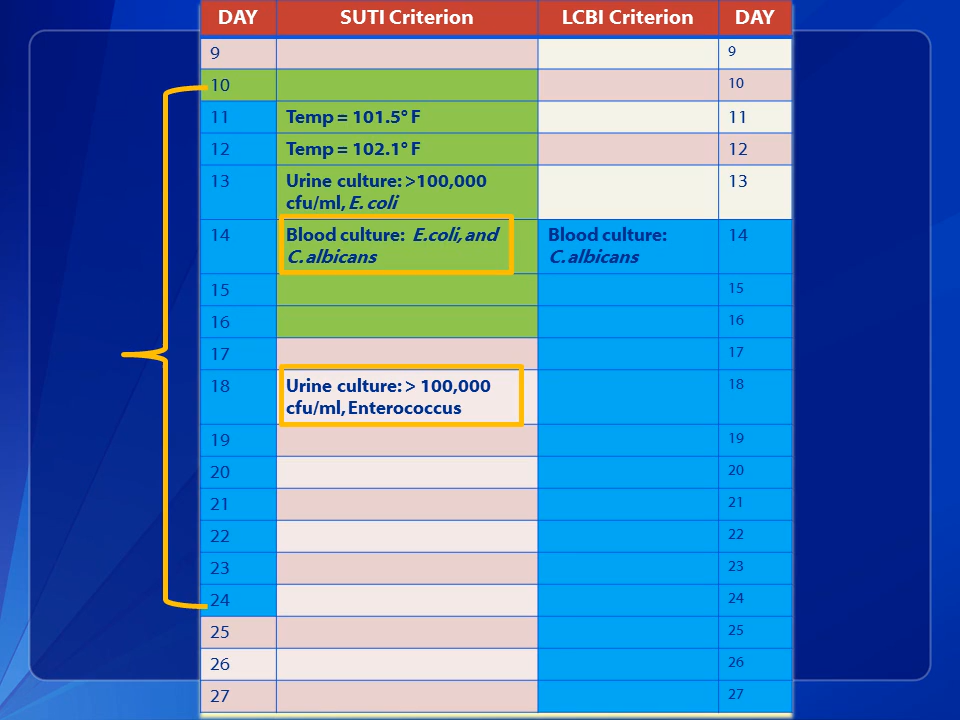 DAY SUTI Criterion LCBI Criterion DAY
9 9
10 10
11 Temp = 101.5° F 11
12 Temp = 102.1° F 12
13 Urine culture: >100,000 13
cfu/ml, E. coli
14 Blood culture: E.coli, and Blood culture: 14
C. albicans C. albicans
15 15
16 16
17 17
18 Urine culture: > 100,000 18
cfu/ml, Enterococcus
19 19
20 20
21 21
22 22
23 23
24 24
25 25
26 26
27 27